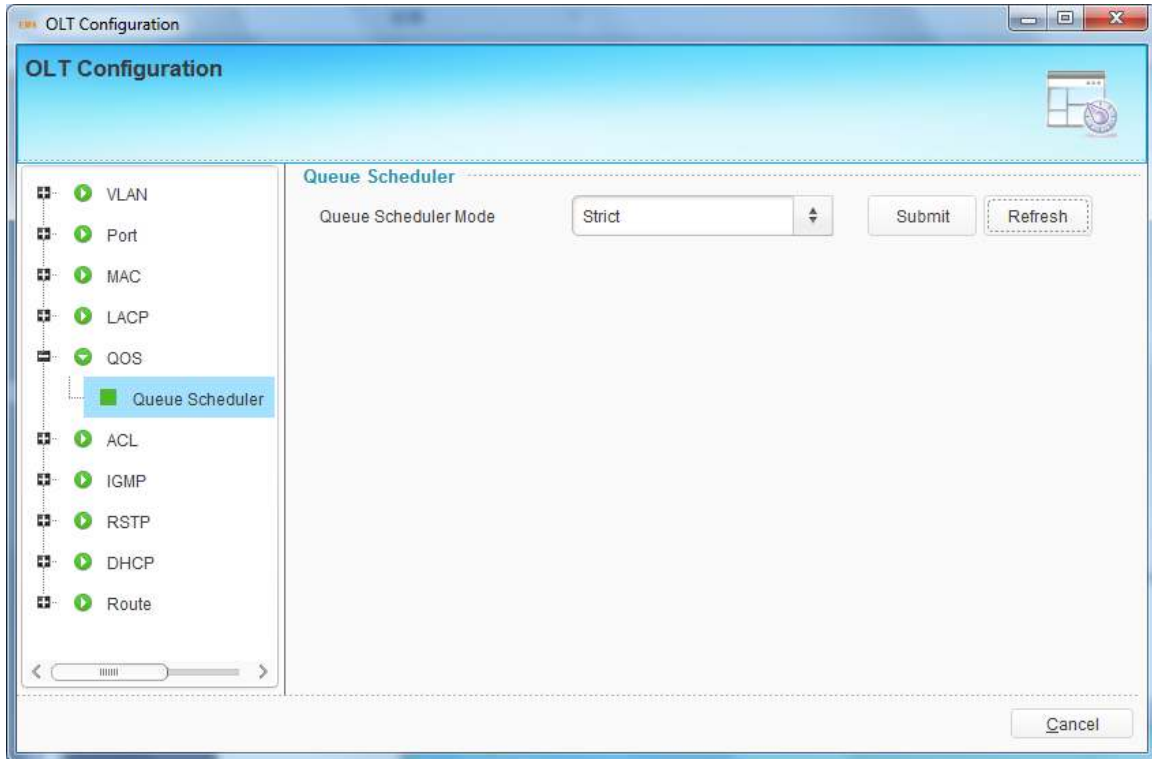 OLT Configuration
OLT Configuration
VLAN
Port
MAC
LACP
QOS
Queue Scheduler
ACL
IGMP
RSTP
DHCP
Route
Queue Scheduler
Queue Scheduler Mode Strict Submit Refresh
Cancel